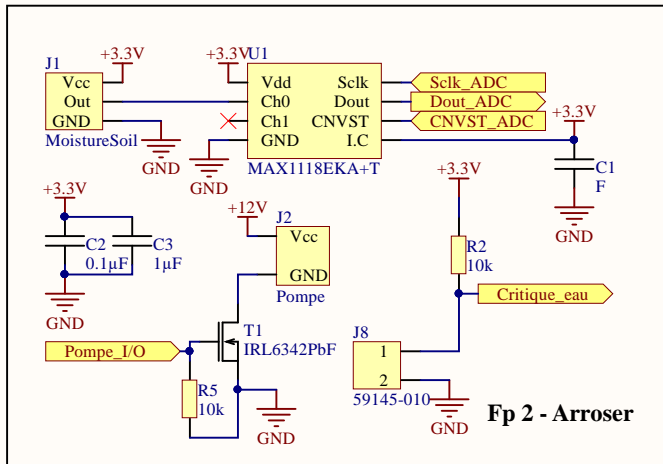 J1
+3.3V
+3.3V
U1
Vcc
Out
GND
MoistureSoil
GND
Vdd
Ch0
Ch1
GND
Sclk
Dout
CNVST
I.C
MAX1118EKA+T
GND
Sclk_ADC
Dout_ADC
CNVST_ADC
+3.3V
C1
F
GND
+3.3V
C2
0.1µF
C3
1µF
GND
+12V
J2
Vcc
GND
Pompe
+3.3V
R2
10k
Critique_eau
Pompe_I/O
T1
IRL6342PbF
R5
10k
GND
J8
1
2
59145-010
GND
Fp 2 - Arroser